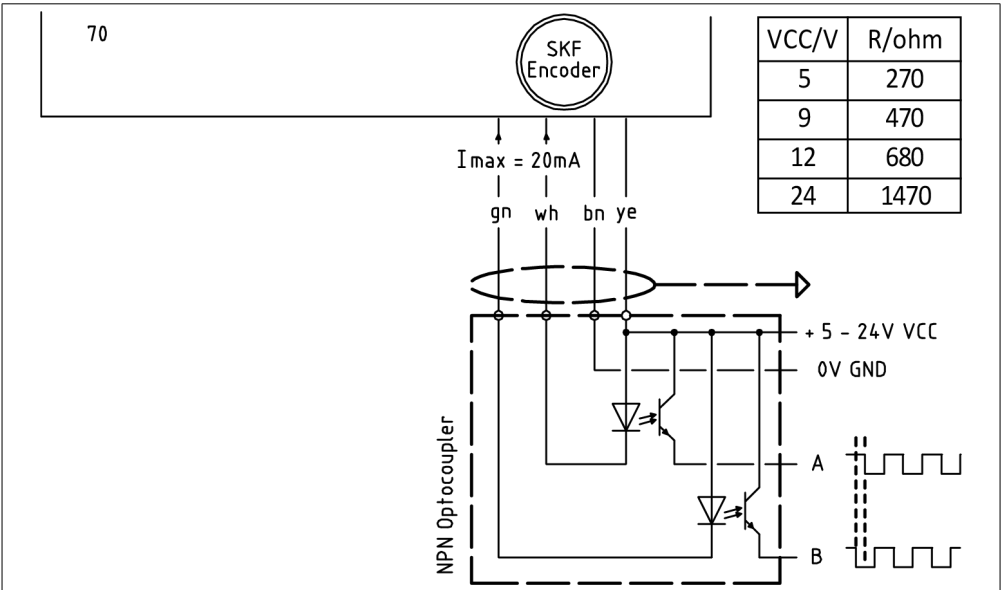 70
SKF
Encoder
VCC/V R/ohm
5 270
9 470
12 680
24 1470
Imax = 20mA
gn wh bn ye
+ 5 - 24V VCC
0V GND
NPN Optocoupler
A
B